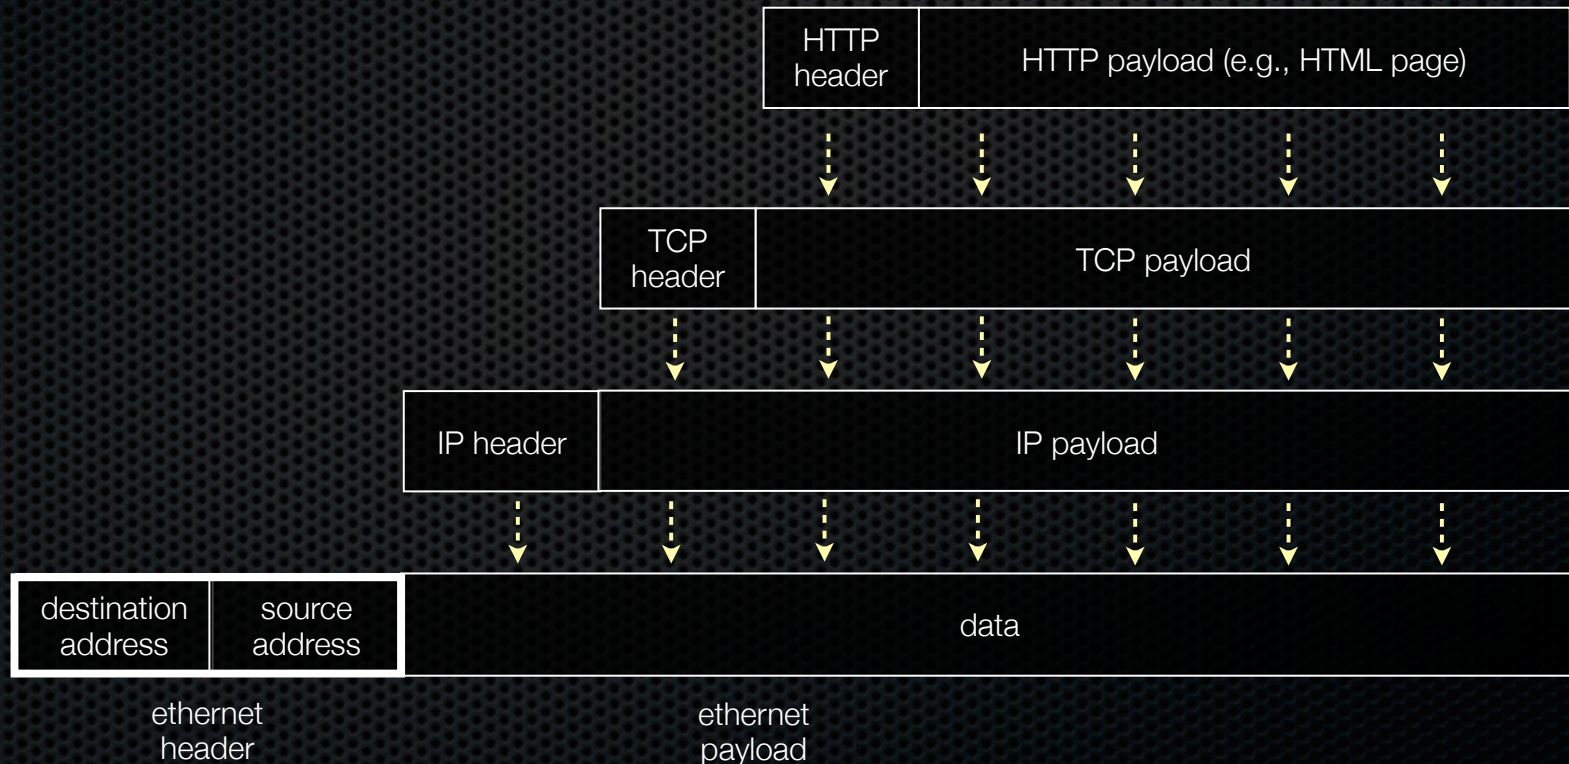 HTTP
header
HTTP payload (e.g., HTML page)
TCP
header
TCP payload
IP header
IP payload
destination
address
source
address
data
ethernet
header
ethernet
payload